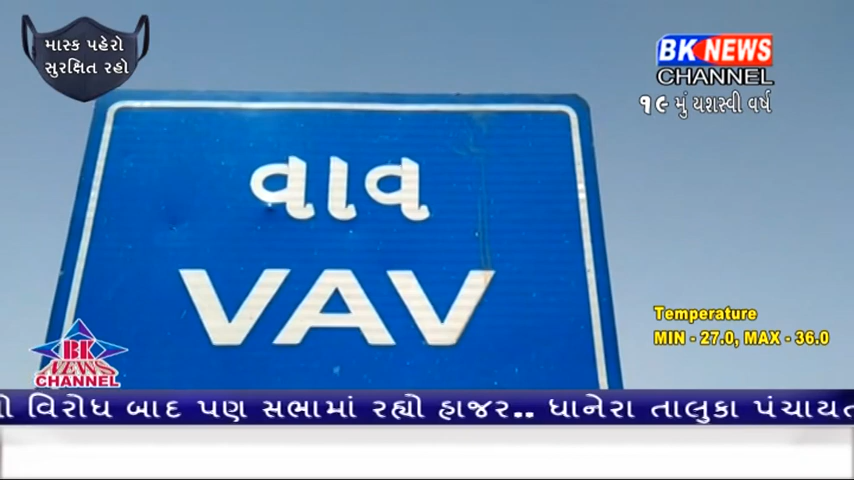 માસ્ક પહેરો
સુરક્ષિત રહો
BK NEWS
CHANNEL
૧૯ મું યશસ્વી વર્ષ
વાવ
VAV
Temperature
MIN - 27.0, MAX - 36.0
BK
NEWS
CHANNEL
વિરોધ બાદ પણ સભામાં રહ્યો હાજર.. ધાનેરા તાલુકા પંચાયત